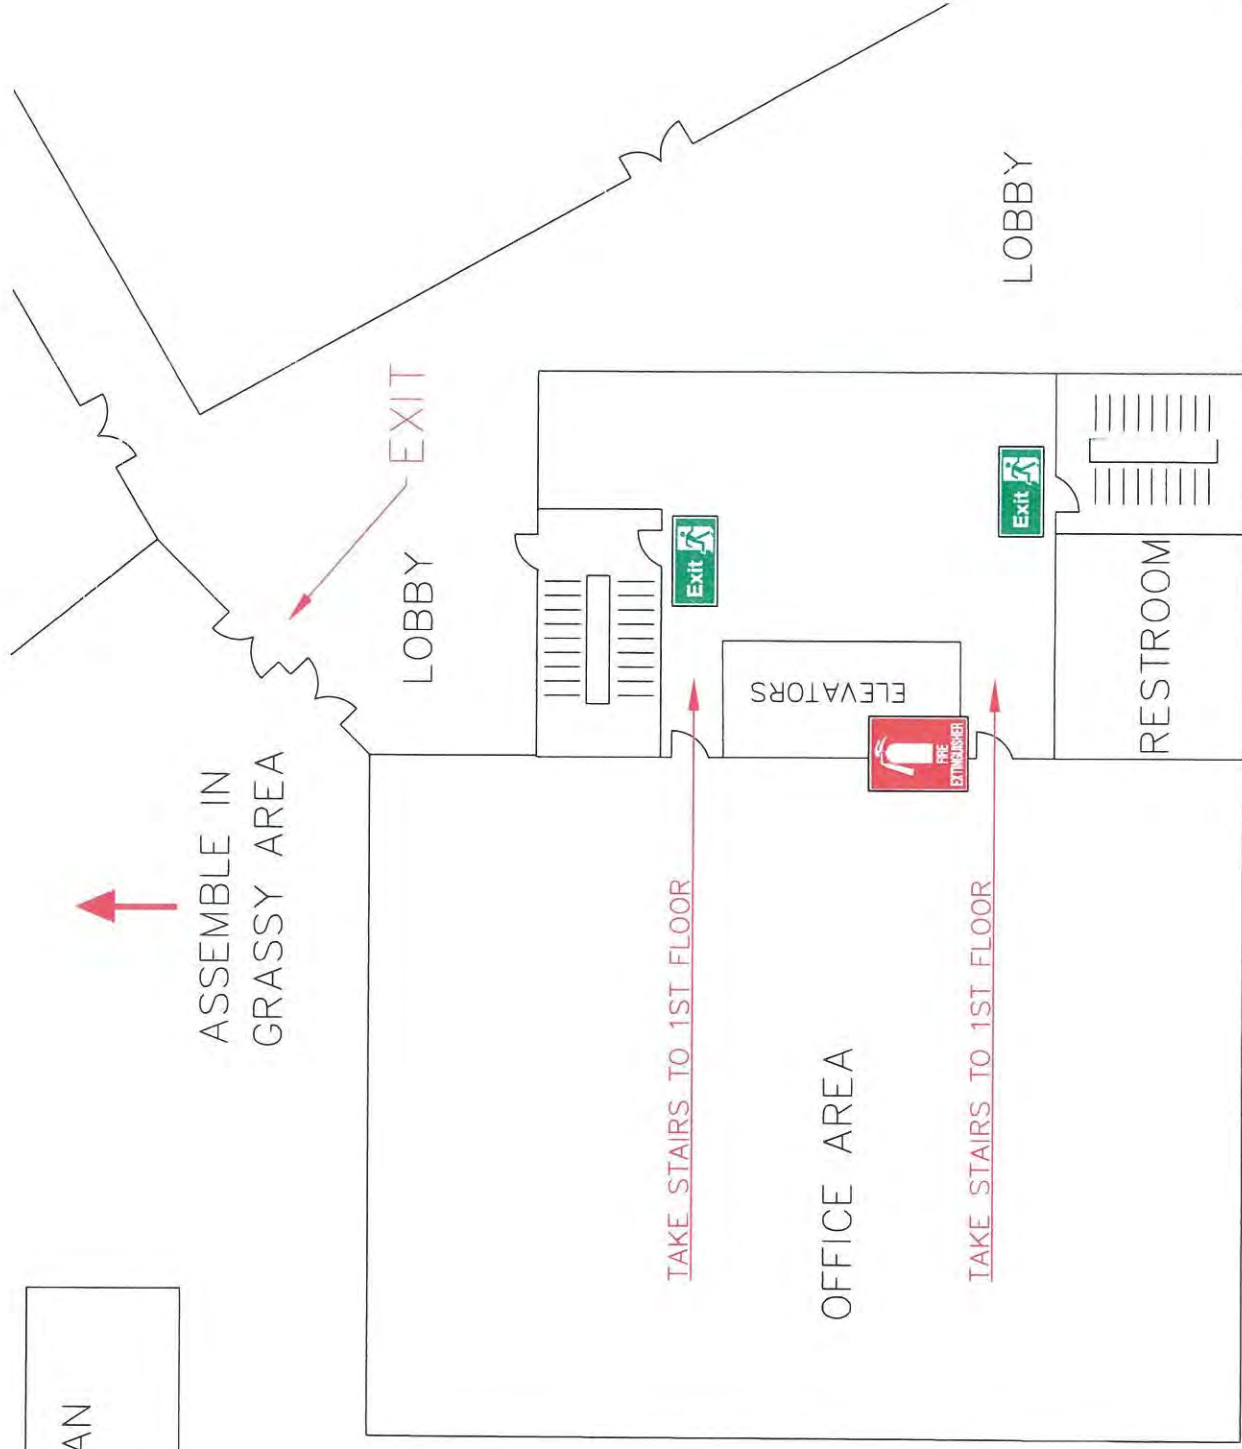 AN
ASSEMBLE IN
GRASSY AREA
EXIT
LOBBY
LOBBY
Exit
Exit
ELEVATORS
FIRE
EXTINGUISHER
TAKE STAIRS TO 1ST FLOOR
TAKE STAIRS TO 1ST FLOOR
OFFICE AREA
RESTROOM